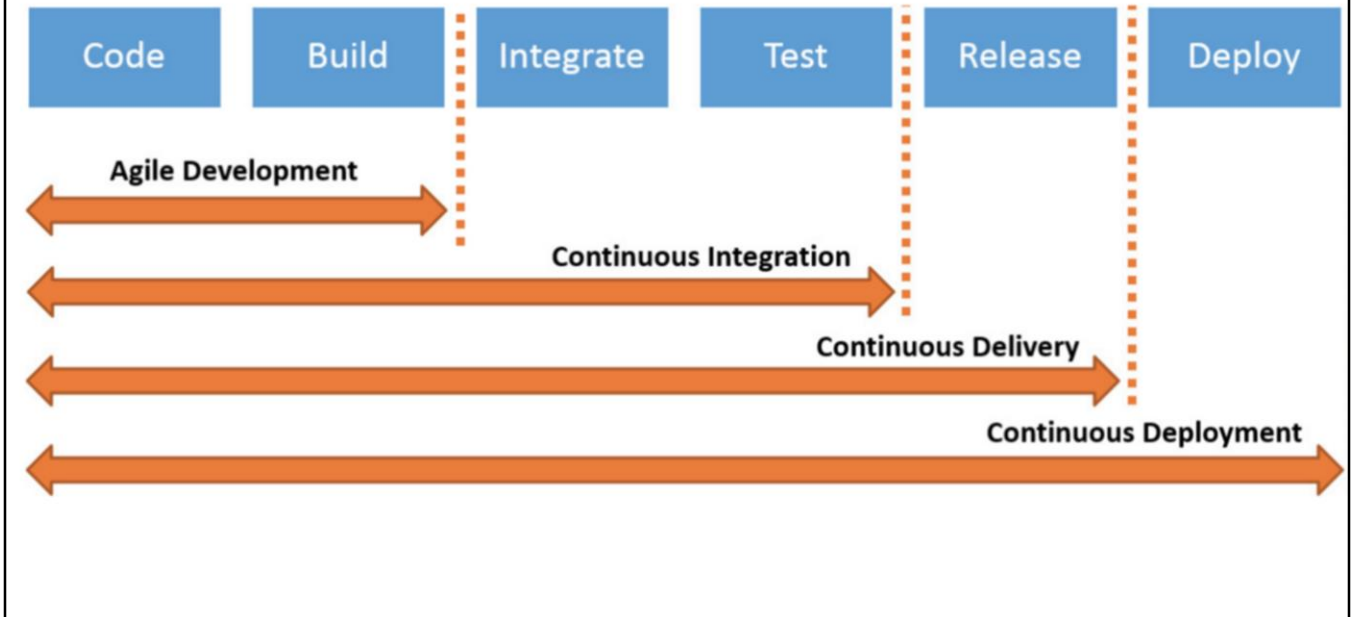 Code Build Integrate Test Release Deploy
Agile Development
Continuous Integration
Continuous Delivery
Continuous Deployment